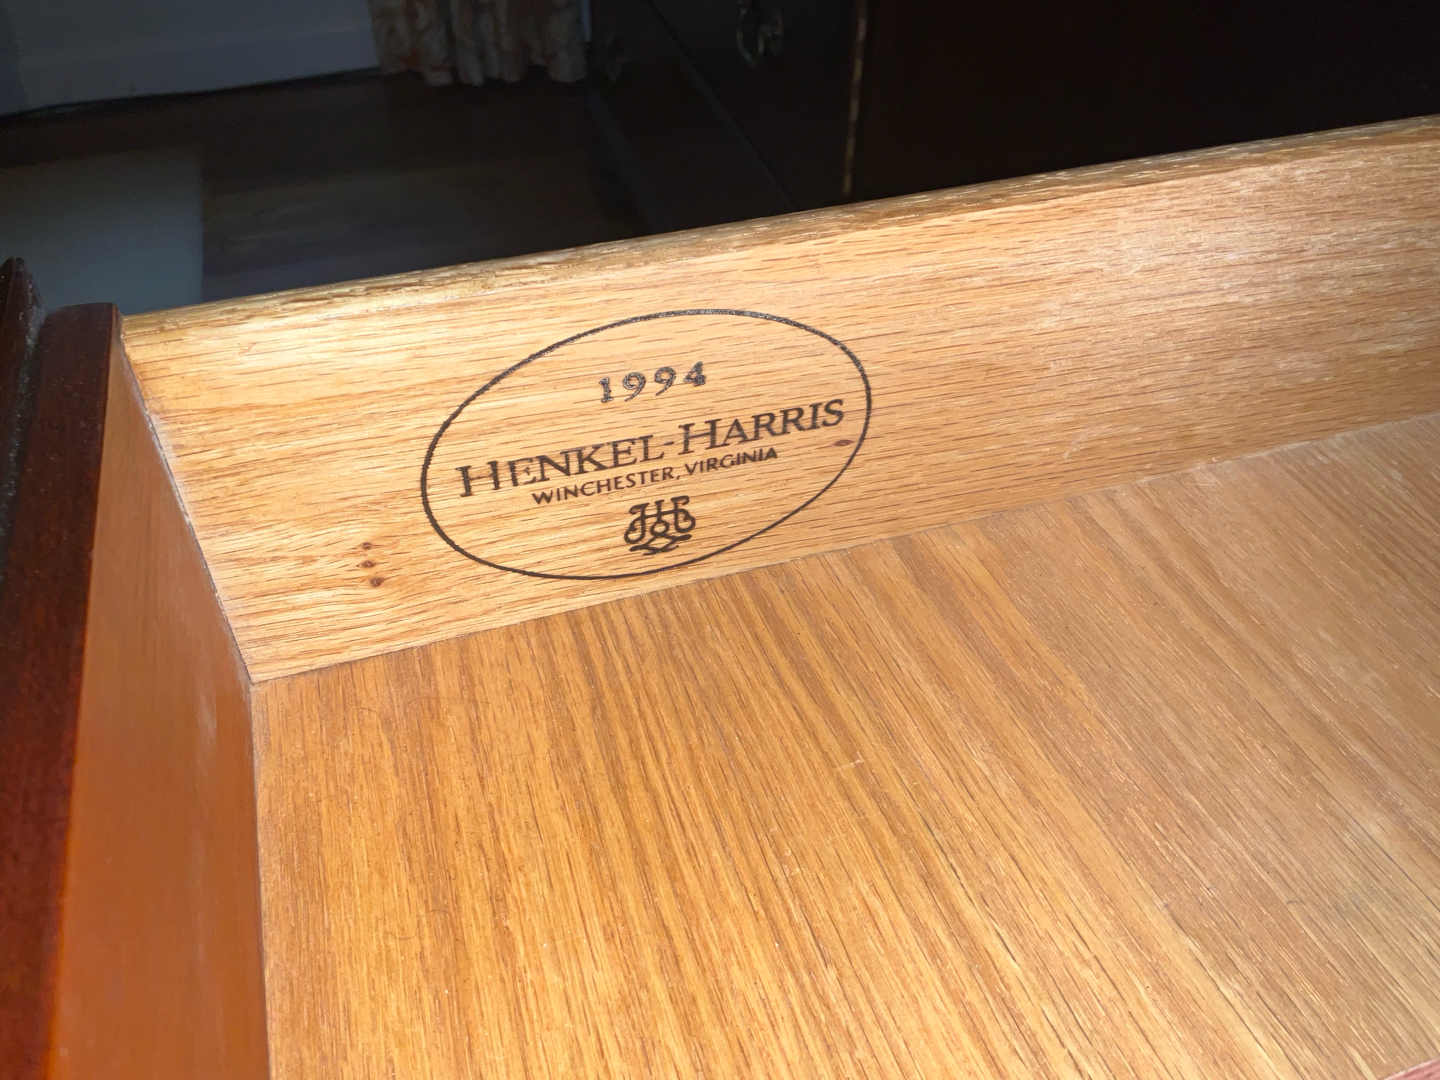 1994
HENKEL-HARRIS
WINCHESTER, VIRGINIA